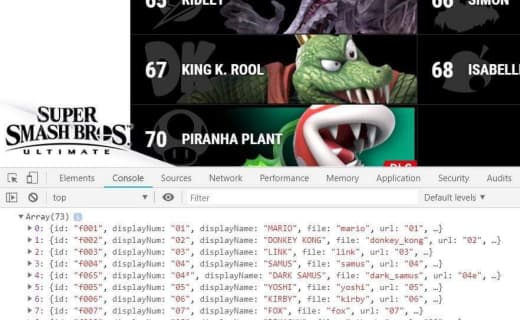 65 RIDLEY
66 SIMON
67 KING K. ROOL
68 ISABELL
SUPER
SMASH BROS.
ULTIMATE
70 PIRANHA PLANT
DLC
Elements Console Sources Network Performance Memory Application Security Audits
top Filter Default levels ▼
▼Array(73)
▶0: {id: "f001", displayNum: "01", displayName: "MARIO", file: "mario", url: "01", …}
▶1: {id: "f002", displayNum: "02", displayName: "DONKEY KONG", file: "donkey_kong", url: "02", …}
▶2: {id: "f003", displayNum: "03", displayName: "LINK", file: "link", url: "03", …}
▶3: {id: "f004", displayNum: "04", displayName: "SAMUS", file: "samus", url: "04", …}
▶4: {id: "f065", displayNum: "04ᵋ", displayName: "DARK SAMUS", file: "dark_samus", url: "04e", …}
▶5: {id: "f005", displayNum: "05", displayName: "YOSHI", file: "yoshi", url: "05", …}
▶6: {id: "f006", displayNum: "06", displayName: "KIRBY", file: "kirby", url: "06", …}
▶7: {id: "f007", displayNum: "07", displayName: "FOX", file: "fox", url: "07", …}